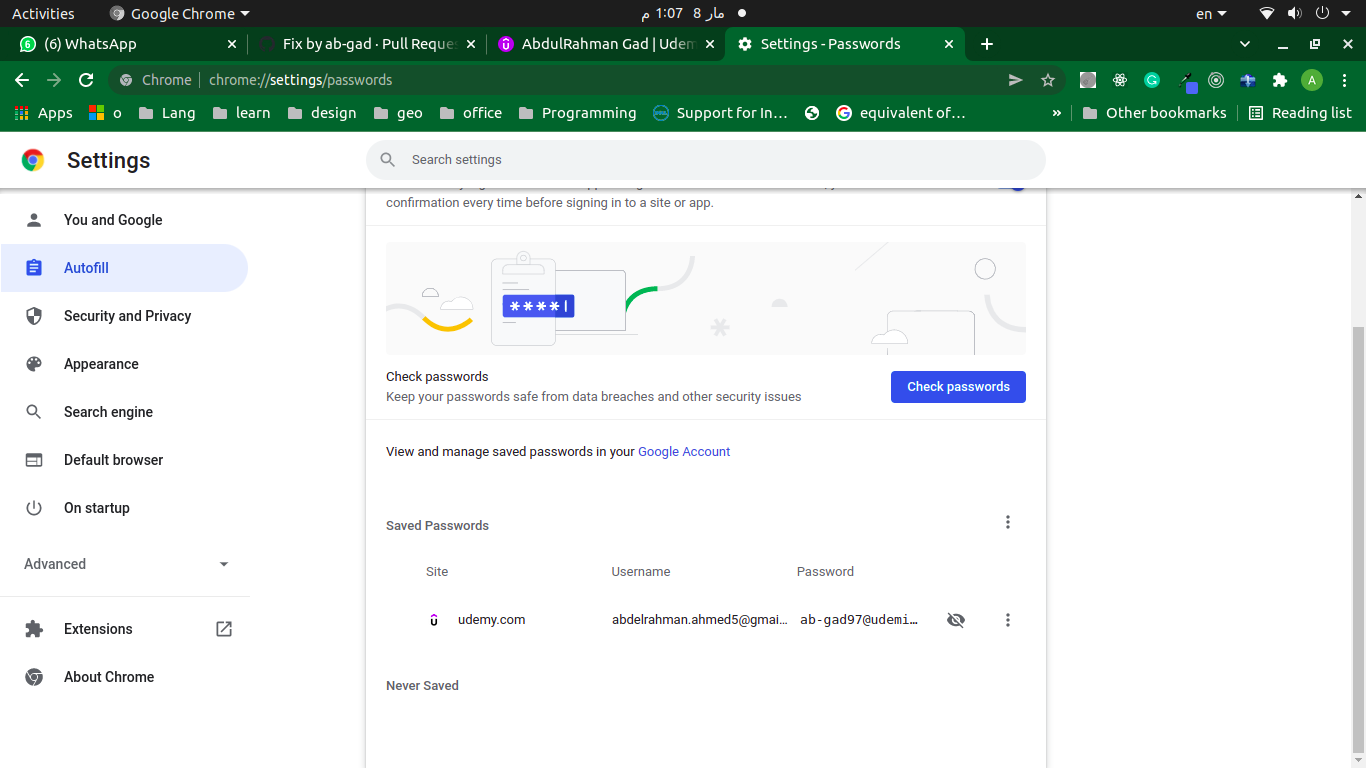 Activities
Google Chrome
مار 8 1:07 م
en
6
(6) WhatsApp
Fix by ab-gad · Pull Reque
AbdulRahman Gad | Udem
Settings - Passwords
Chrome
chrome://settings/passwords
A
Apps
o
Lang
learn
design
geo
office
Programming
Support for In…
equivalent of…
»
Other bookmarks
Reading list
Settings
Search settings
You and Google
Autofill
Security and Privacy
Appearance
Search engine
Default browser
On startup
Advanced
Extensions
About Chrome
confirmation every time before signing in to a site or app.
****|
Check passwords
Keep your passwords safe from data breaches and other security issues
Check passwords
View and manage saved passwords in your Google Account
Saved Passwords
Site Username Password
udemy.com abdelrahman.ahmed5@gmai… ab-gad97@udemi…
Never Saved